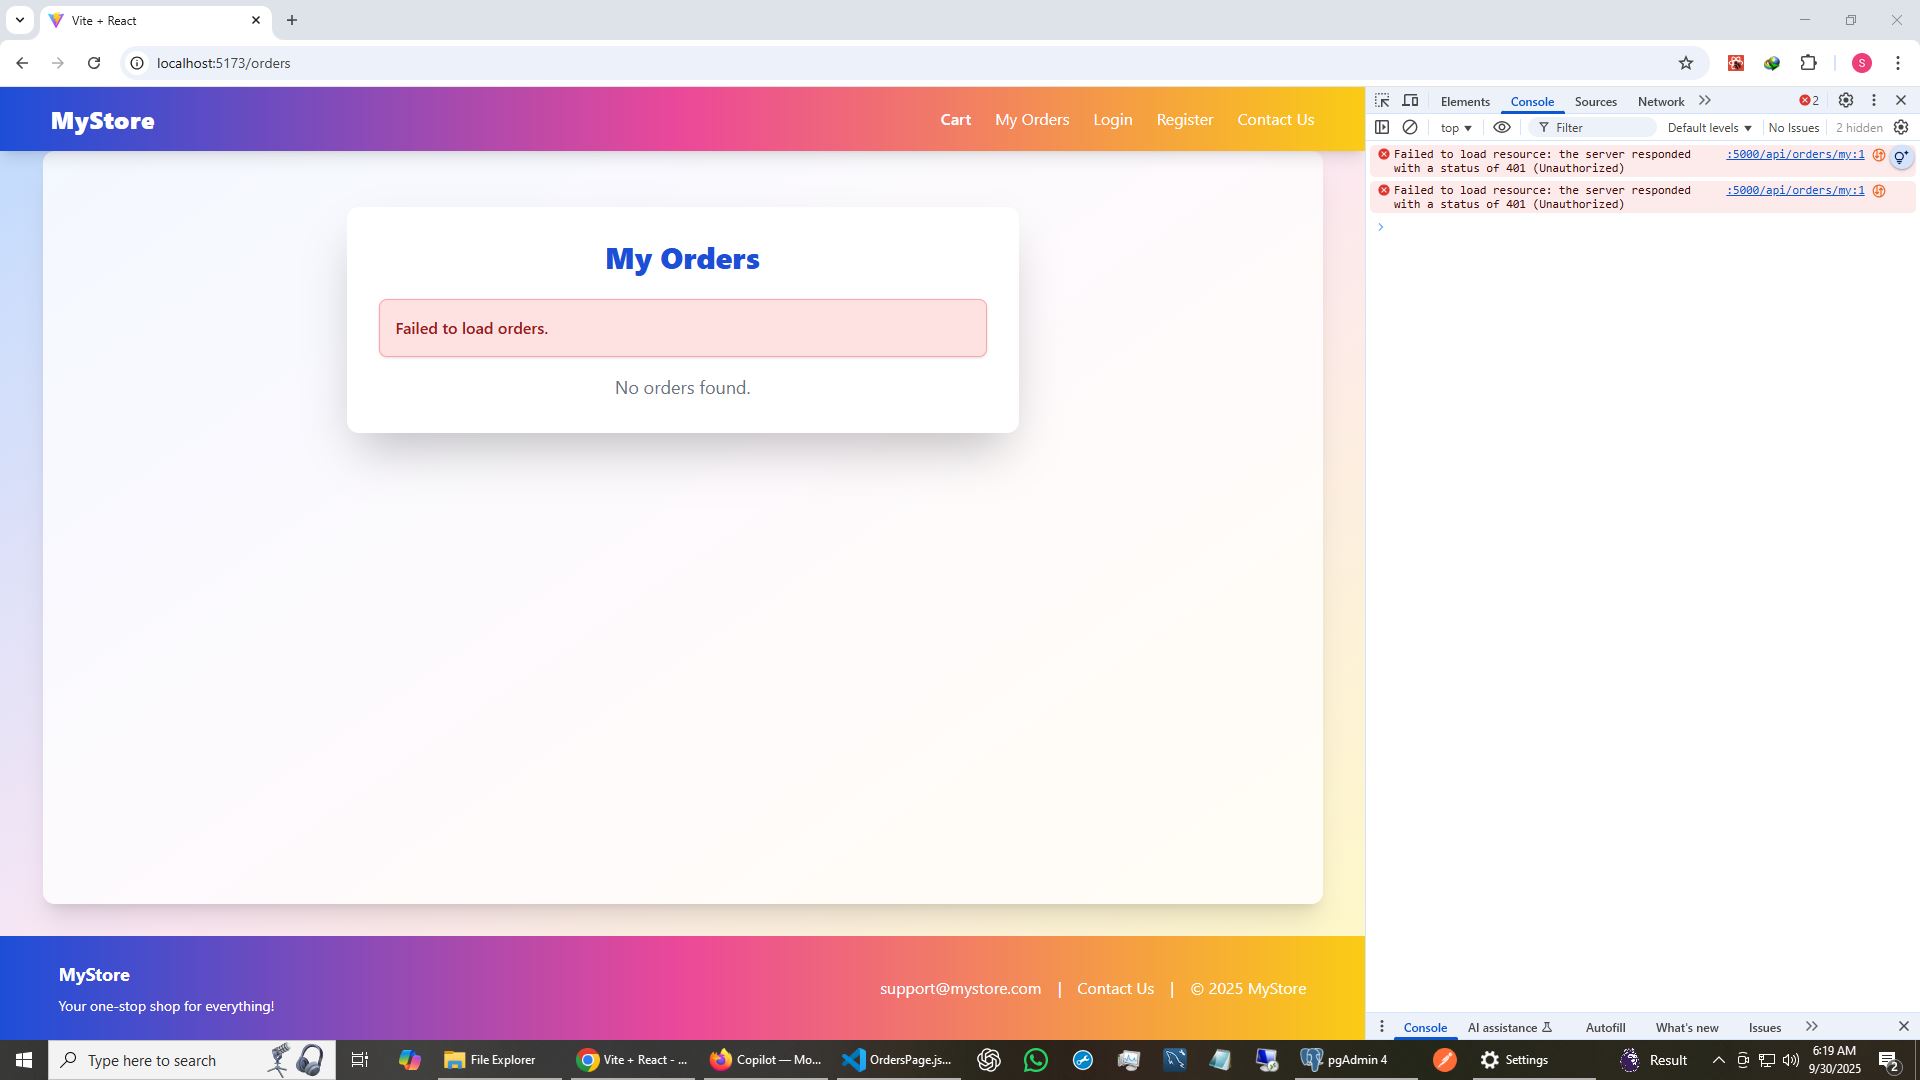 Vite + React
localhost:5173/orders
S
MyStore
Cart My Orders Login Register Contact Us
My Orders
Failed to load orders.
No orders found.
MyStore
Your one-stop shop for everything!
support@mystore.com | Contact Us | © 2025 MyStore
Elements Console Sources Network 2
top Filter Default levels No Issues 2 hidden
Failed to load resource: the server responded :5000/api/orders/my:1
with a status of 401 (Unauthorized)
Failed to load resource: the server responded :5000/api/orders/my:1
with a status of 401 (Unauthorized)
Console AI assistance Autofill What's new Issues
Type here to search
File Explorer
Vite + React - ...
Copilot — Mo...
OrdersPage.js...
pgAdmin 4
Settings
Result
6:19 AM
9/30/2025
2